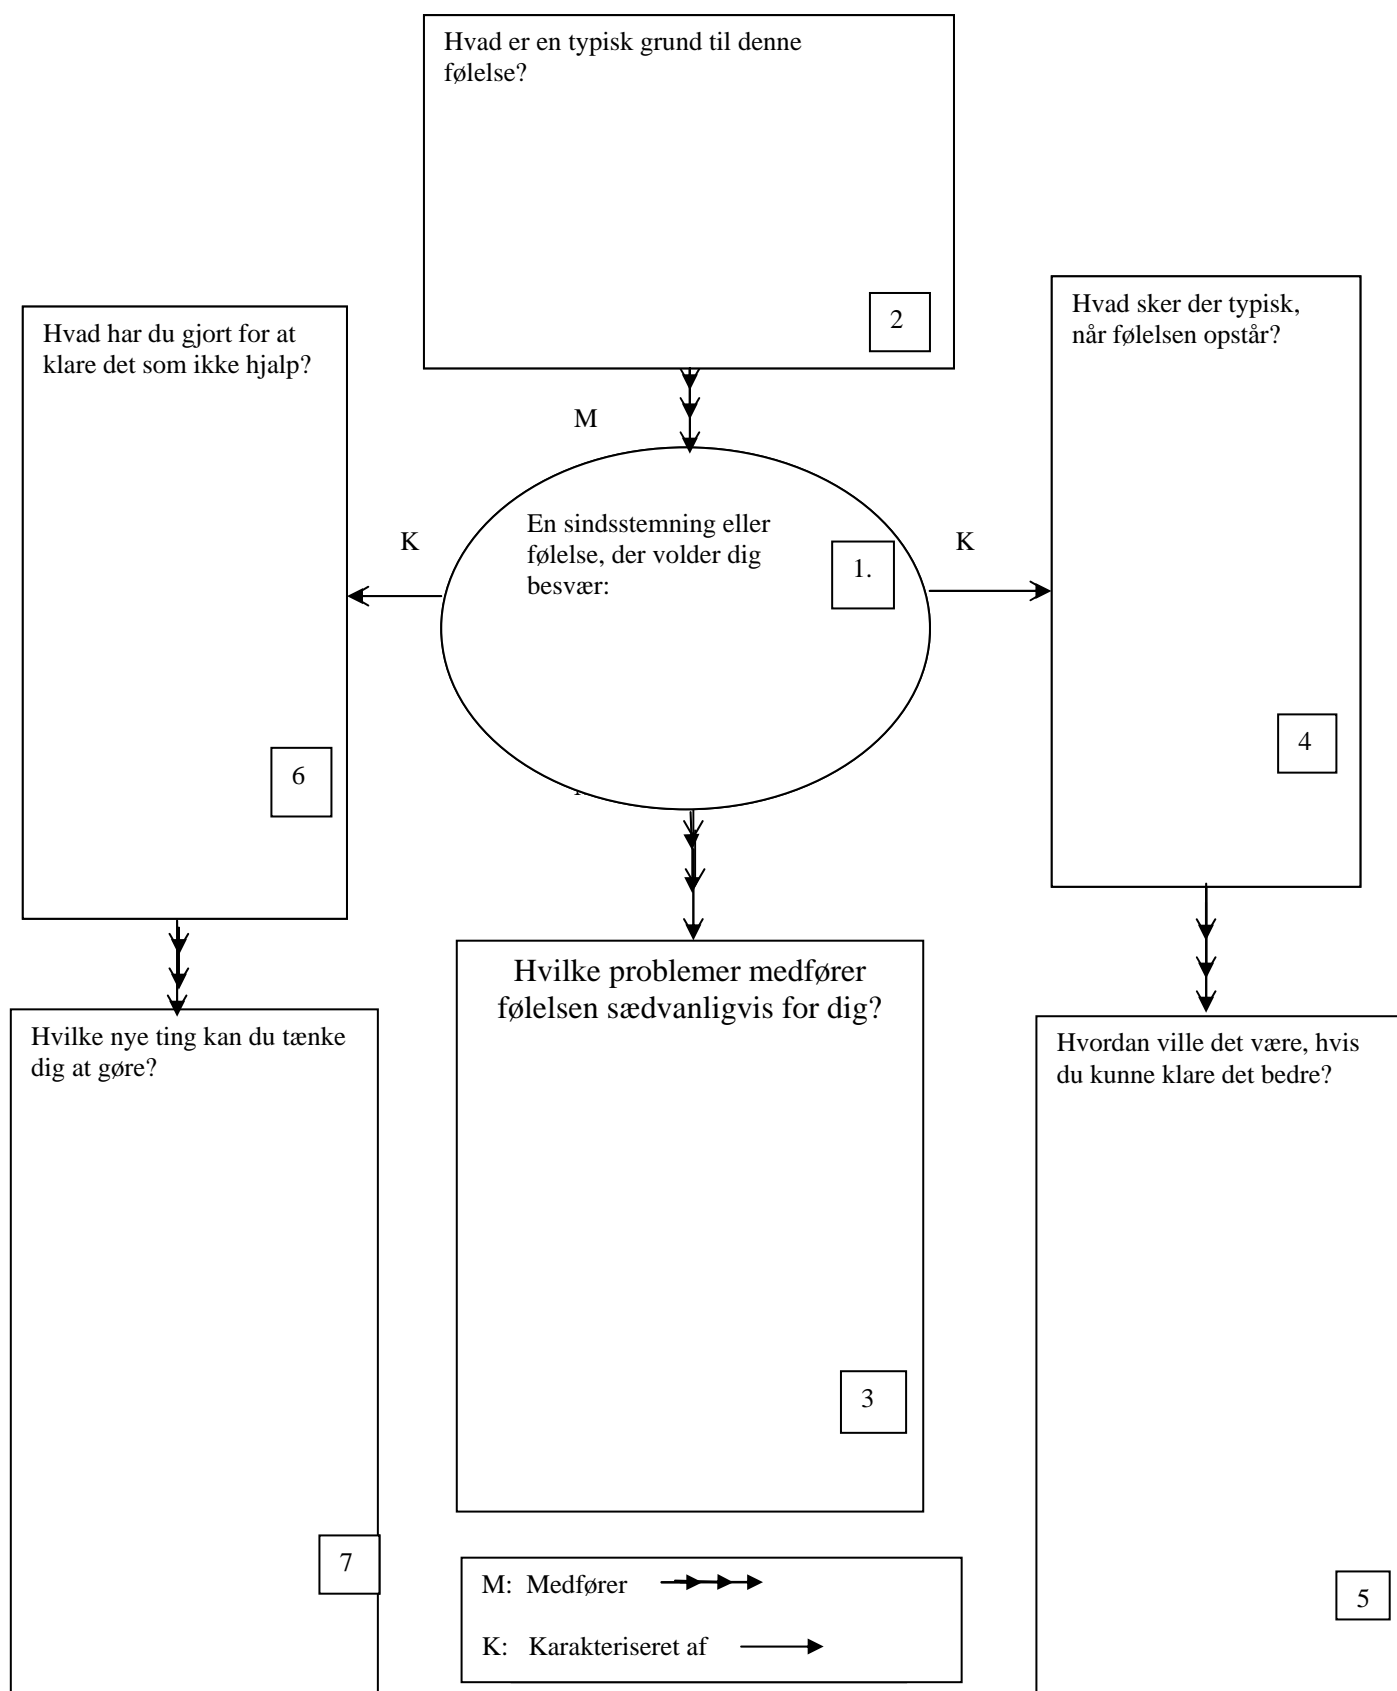 Hvad er en typisk grund til denne
følelse?
2
Hvad sker der typisk,
når følelsen opstår?
4
Hvad har du gjort for at
klare det som ikke hjalp?
6
M
K
En sindsstemning eller
følelse, der volder dig
besvær:
1.
K
Hvilke problemer medfører
følelsen sædvanligvis for dig?
3
Hvilke nye ting kan du tænke
dig at gøre?
7
Hvordan ville det være, hvis
du kunne klare det bedre?
5
M: Medfører
K: Karakteriseret af